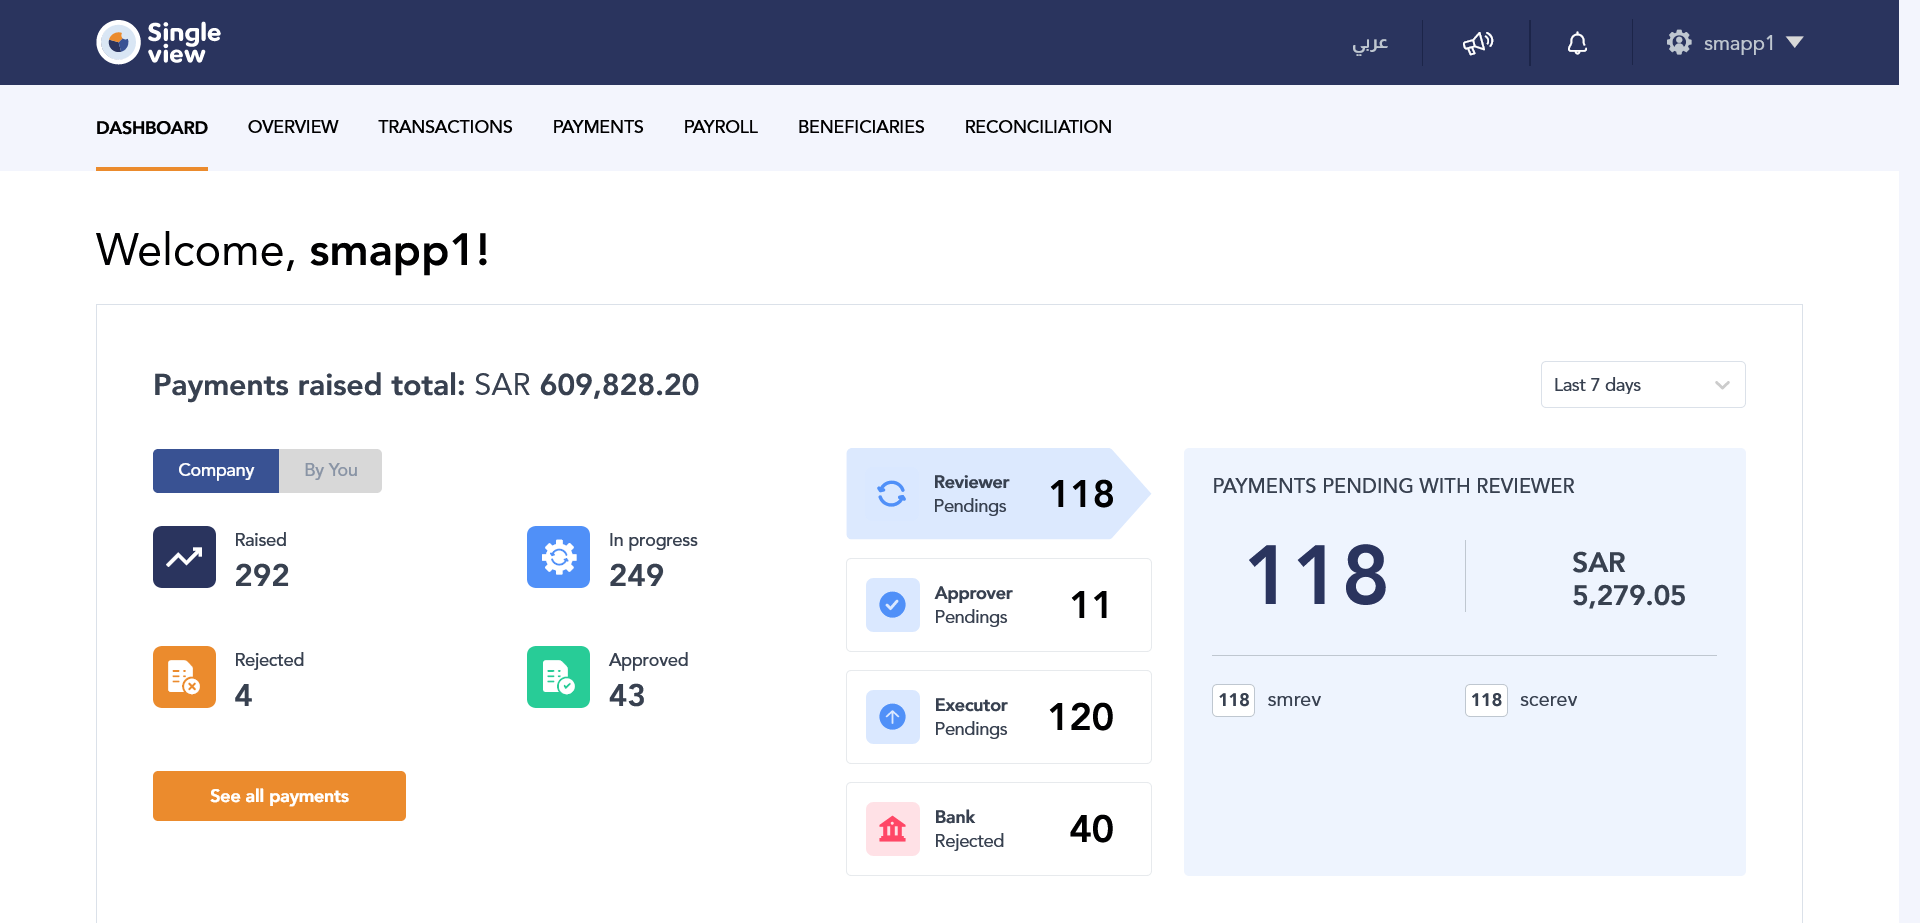 Single
view
عربي
smapp1
DASHBOARD OVERVIEW TRANSACTIONS PAYMENTS PAYROLL BENEFICIARIES RECONCILIATION
Welcome, smapp1!
Payments raised total: SAR 609,828.20
Last 7 days
Company By You
Raised
292
In progress
249
Rejected
4
Approved
43
See all payments
Reviewer
Pendings
118
Approver
Pendings
11
Executor
Pendings
120
Bank
Rejected
40
PAYMENTS PENDING WITH REVIEWER
118
SAR
5,279.05
118 smrev
118 scerev